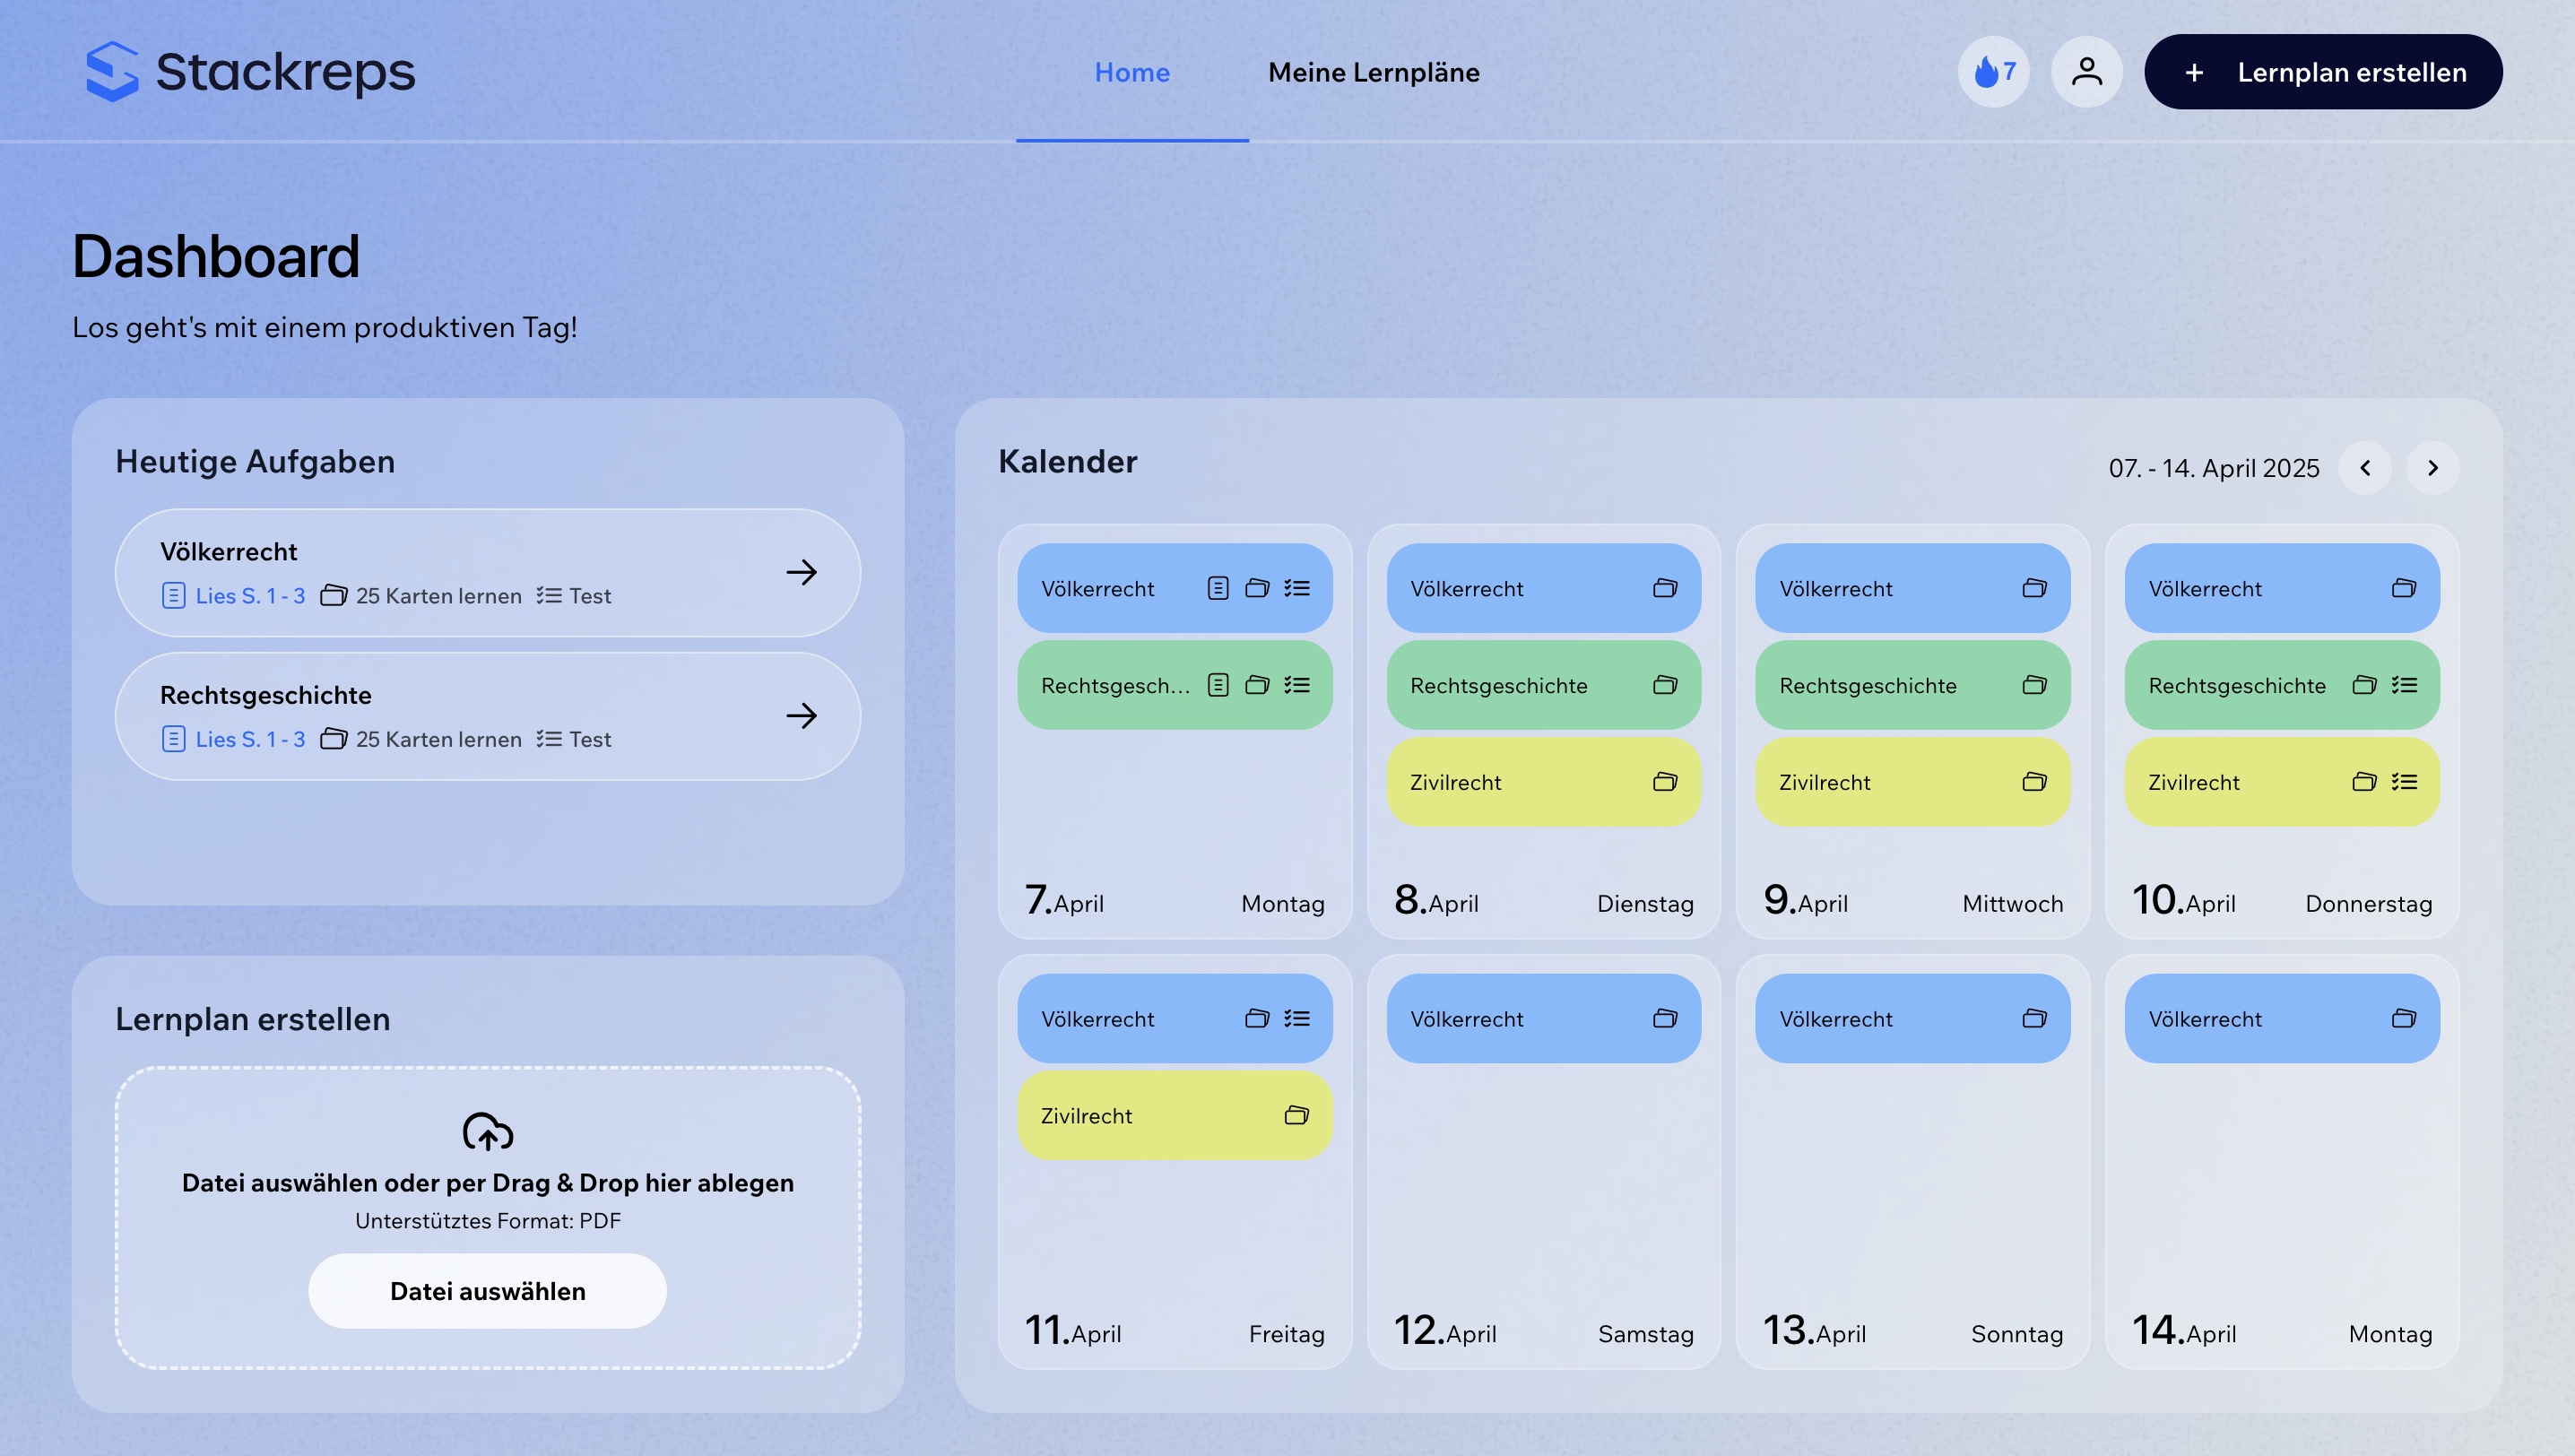 Stackreps
Home
Meine Lernpläne
7
+ Lernplan erstellen
Dashboard
Los geht's mit einem produktiven Tag!
Heutige Aufgaben
Völkerrecht
Lies S. 1 - 3 25 Karten lernen Test
Rechtsgeschichte
Lies S. 1 - 3 25 Karten lernen Test
Lernplan erstellen
Datei auswählen oder per Drag & Drop hier ablegen
Unterstütztes Format: PDF
Datei auswählen
Kalender
07. - 14. April 2025
Völkerrecht
Rechtsgesch...
7.April Montag
Völkerrecht
Rechtsgeschichte
Zivilrecht
8.April Dienstag
Völkerrecht
Rechtsgeschichte
Zivilrecht
9.April Mittwoch
Völkerrecht
Rechtsgeschichte
Zivilrecht
10.April Donnerstag
Völkerrecht
Zivilrecht
11.April Freitag
Völkerrecht
12.April Samstag
Völkerrecht
13.April Sonntag
Völkerrecht
14.April Montag